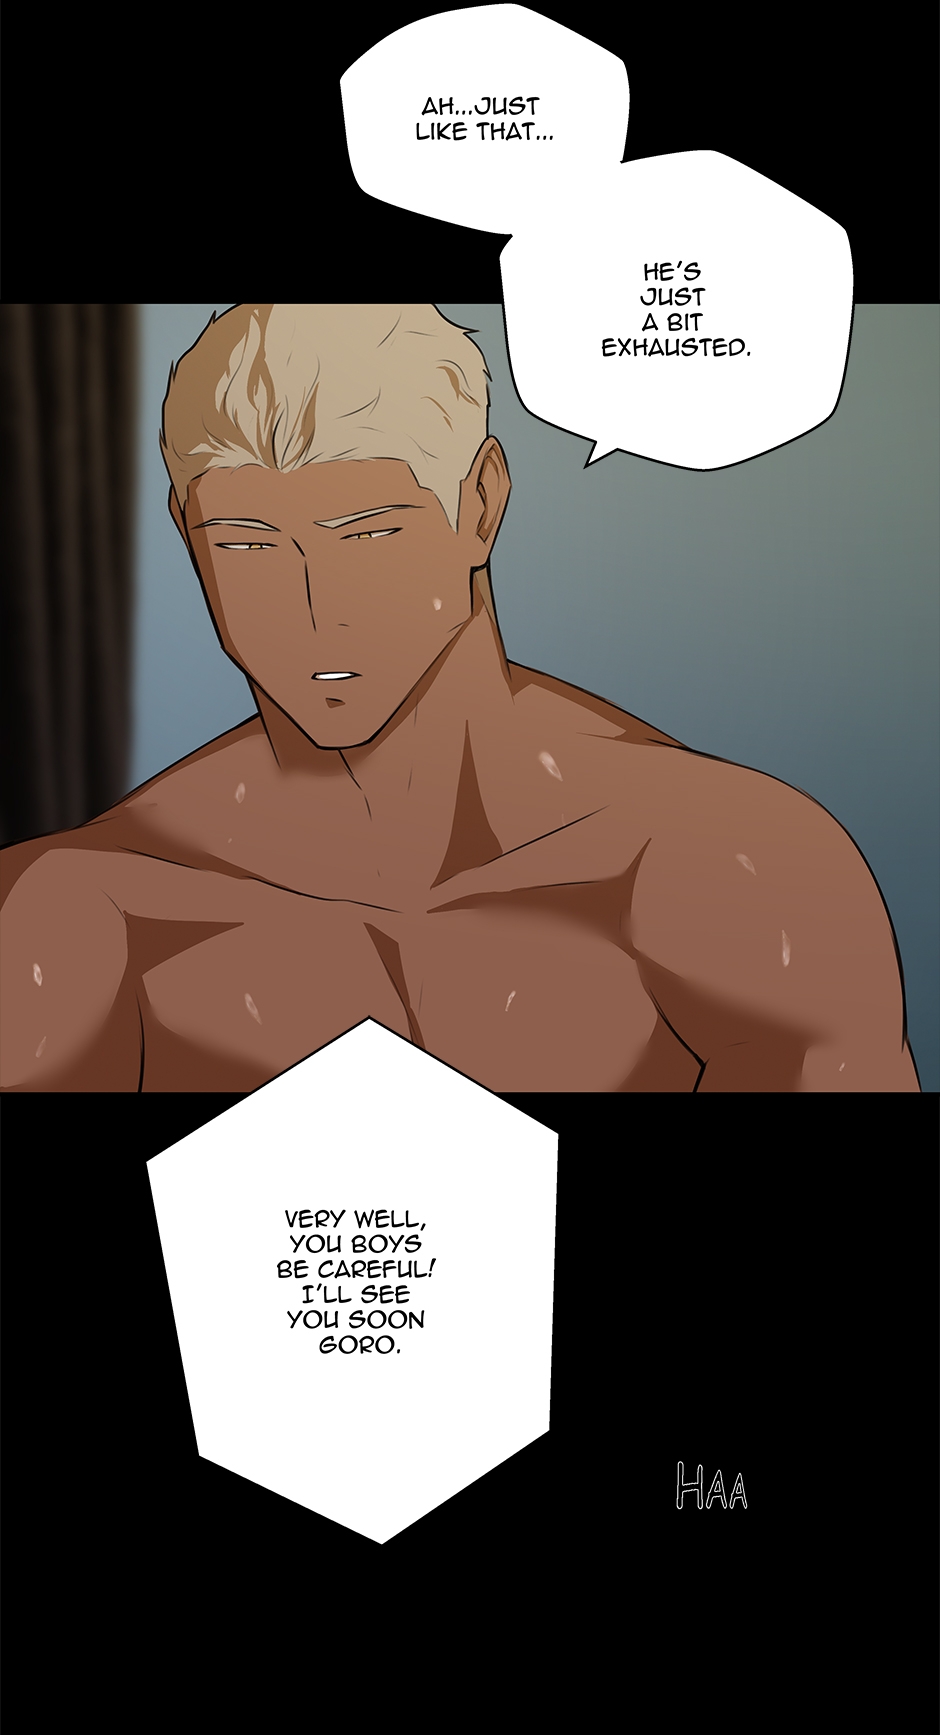 AH...JUST
LIKE THAT...
HE'S
JUST
A BIT
EXHAUSTED.
VERY WELL,
YOU BOYS
BE CAREFUL!
I'LL SEE
YOU SOON
GORO.
HAA